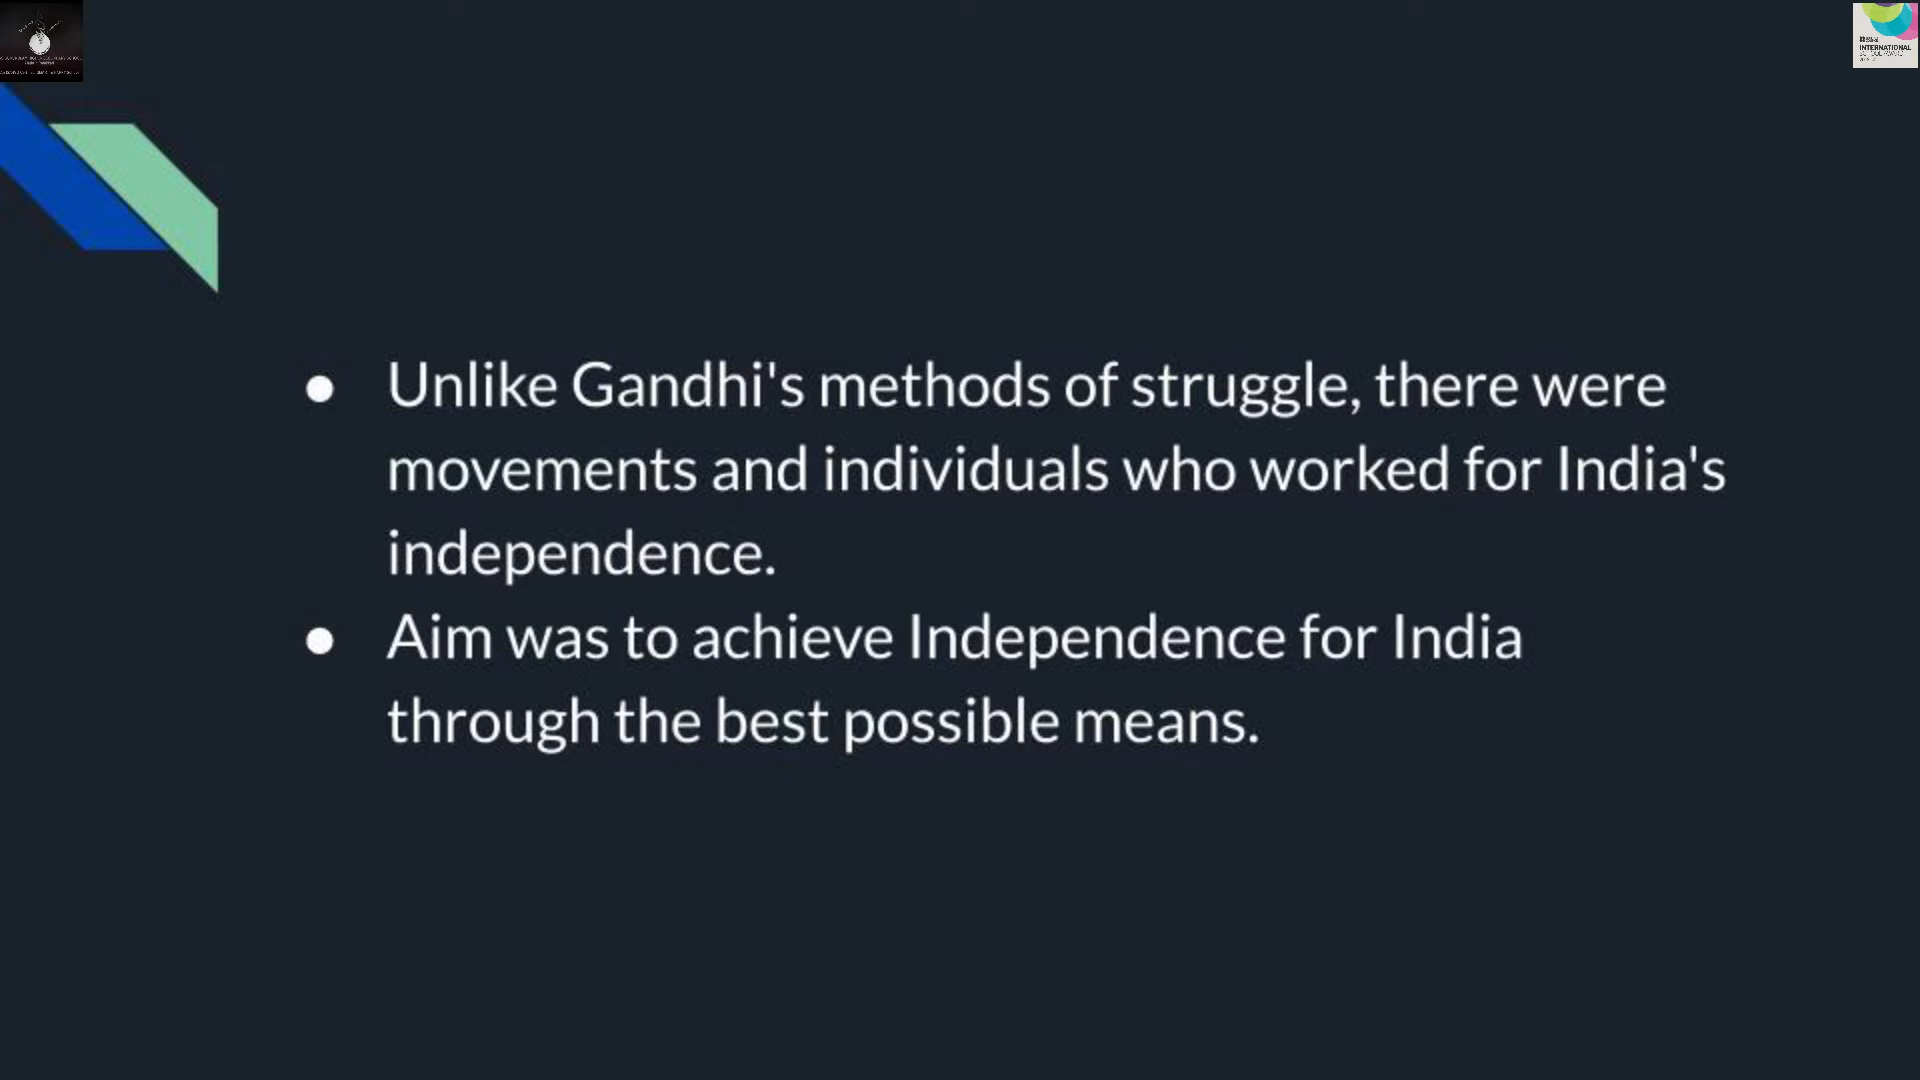 INTERNATIONAL
● Unlike Gandhi's methods of struggle, there were
movements and individuals who worked for India's
independence.
● Aim was to achieve Independence for India
through the best possible means.